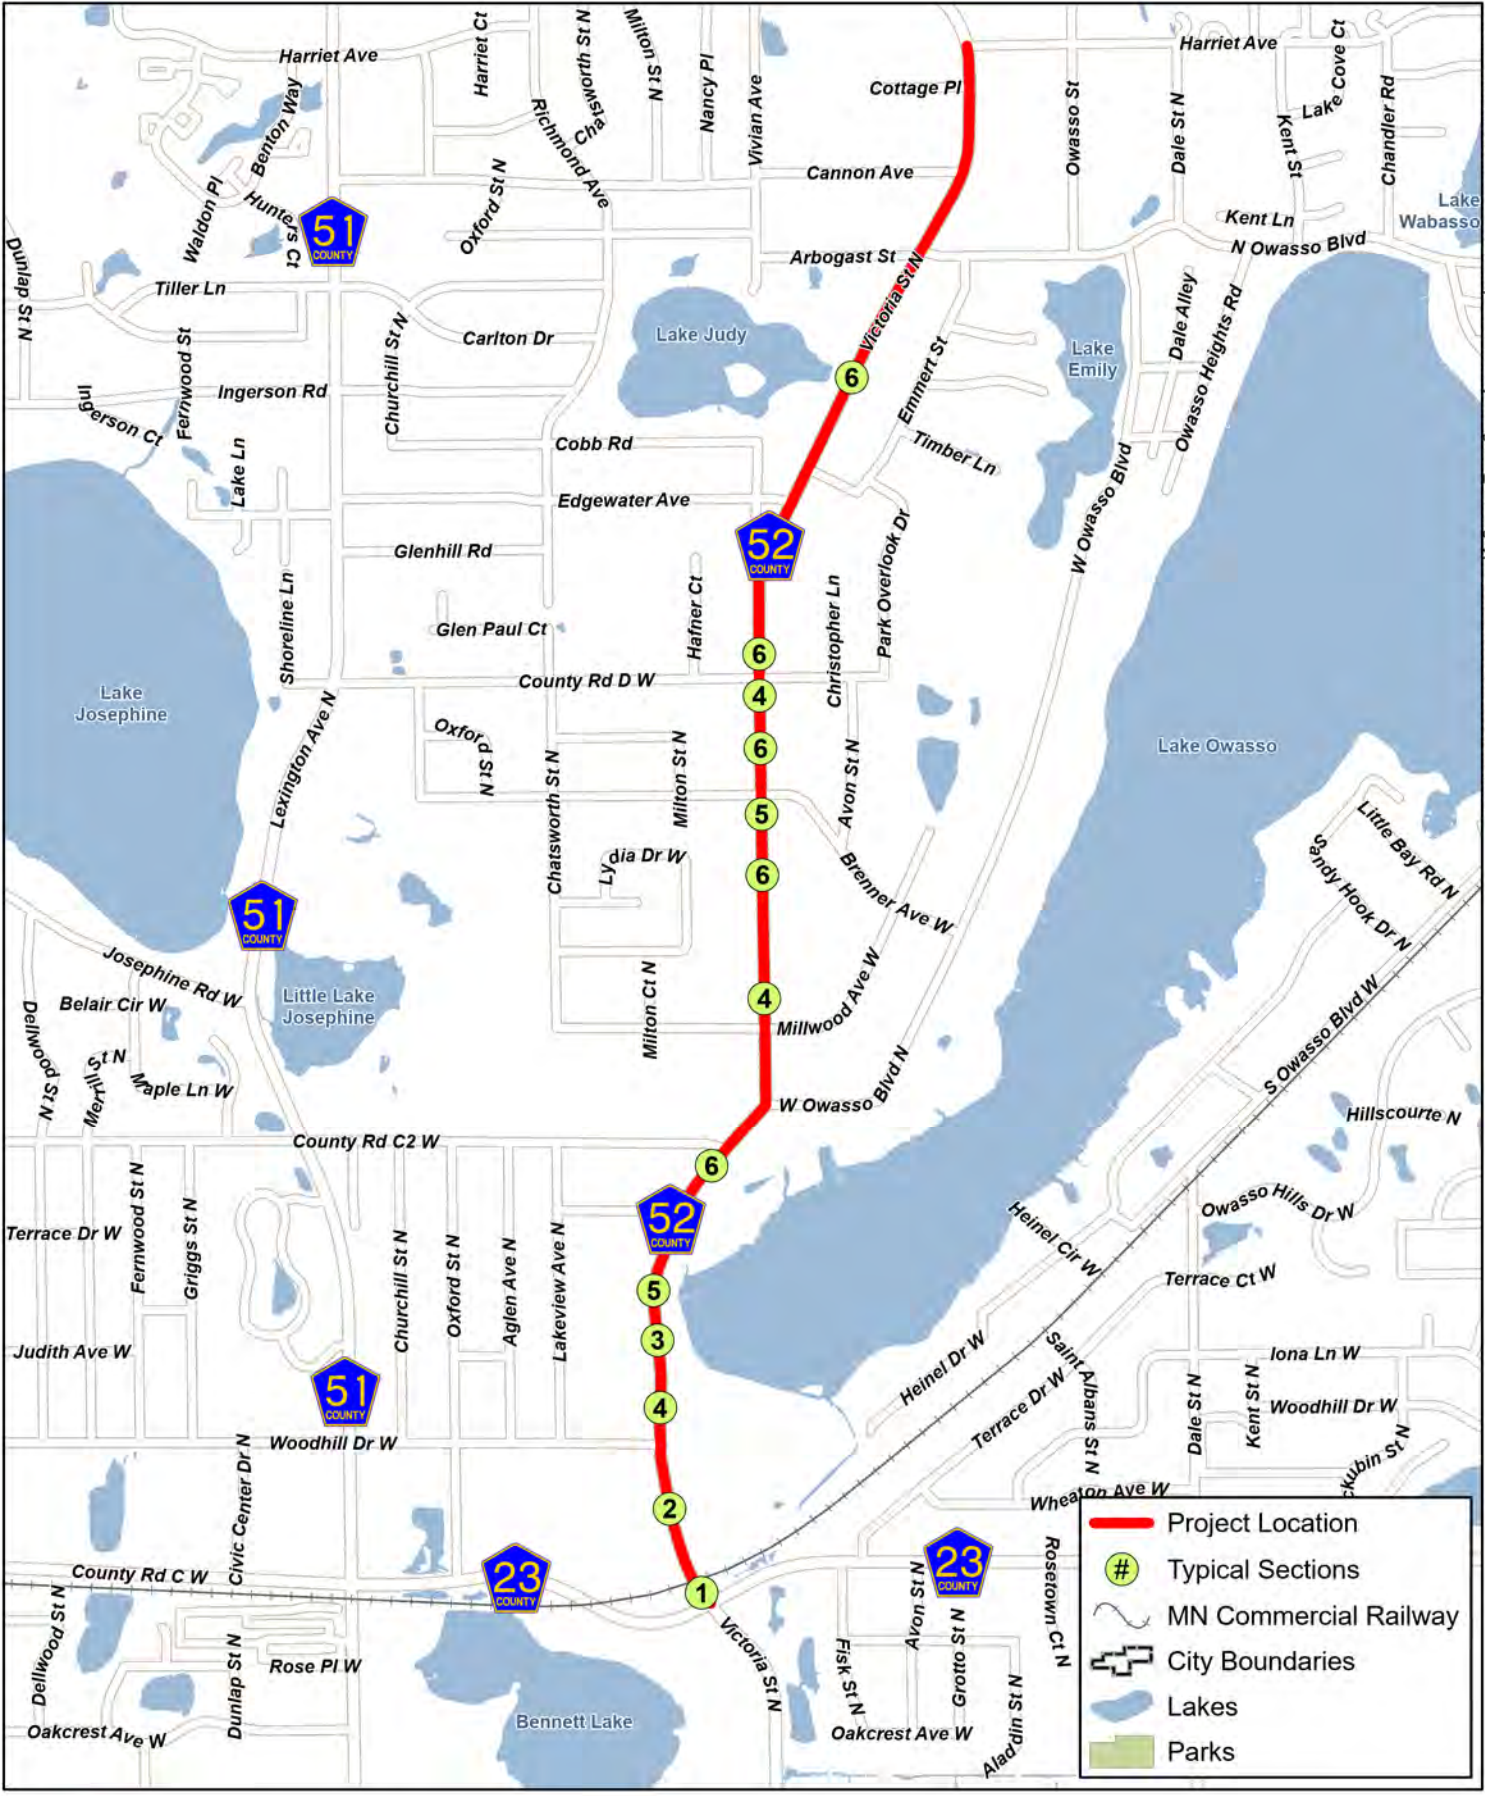 Harriet Ave
Harriet Ct
Chatsworth St N
Milton St N
Nancy Pl
Vivian Ave
Cottage Pl
Harriet Ave
Lake Cove Ct
Owasso St
Dale St N
Kent St
Chandler Rd
Benton Way
Richmond Ave
Cannon Ave
Waldon Pl
Hunters Ct
Oxford St N
51
COUNTY
Lake
Wabasso
Kent Ln
N Owasso Blvd
Dunlap St N
Arbogast St
Victoria St N
Tiller Ln
Carlton Dr
Churchill St N
Fernwood St
Lake Judy
6
Emmert St
Lake
Emily
Dale Alley
Owasso Heights Rd
Ingerson Rd
Ingerson Ct
Lake Ln
Cobb Rd
Timber Ln
Edgewater Ave
W Owasso Blvd
Glenhill Rd
52
COUNTY
Park Overlook Dr
Shoreline Ln
Hafner Ct
Christopher Ln
Glen Paul Ct
6
County Rd D W
4
Lake
Josephine
Lexington Ave N
Oxford St N
Chatsworth St N
Milton St N
6
Avon St N
Lake Owasso
5
Lydia Dr W
6
Brenner Ave W
Little Bay Rd N
Sandy Hook Dr N
51
COUNTY
Josephine Rd W
Belair Cir W
Little Lake
Josephine
Milton Ct N
4
Millwood Ave W
S Owasso Blvd W
Dellwood St N
Merrill St N
Maple Ln W
W Owasso Blvd N
Hillscourte N
County Rd C2 W
6
Fernwood St N
Griggs St N
Terrace Dr W
52
COUNTY
Owasso Hills Dr W
Heinel Cir W
Churchill St N
Oxford St N
Aglen Ave N
Lakeview Ave N
5
Terrace Ct W
3
Judith Ave W
Heinel Dr W
Saint Albans St N
Iona Ln W
51
COUNTY
4
Terrace Dr W
Dale St N
Kent St N
Woodhill Dr W
Woodhill Dr W
Civic Center Dr N
ckubin St N
2
Wheaton Ave W
County Rd C W
23
COUNTY
1
23
COUNTY
Rosetown Ct N
Dellwood St N
Dunlap St N
Rose Pl W
Victoria St N
Fisk St N
Avon St N
Grotto St N
Aladdin St N
Bennett Lake
Oakcrest Ave W
Oakcrest Ave W
Project Location
# Typical Sections
MN Commercial Railway
City Boundaries
Lakes
Parks